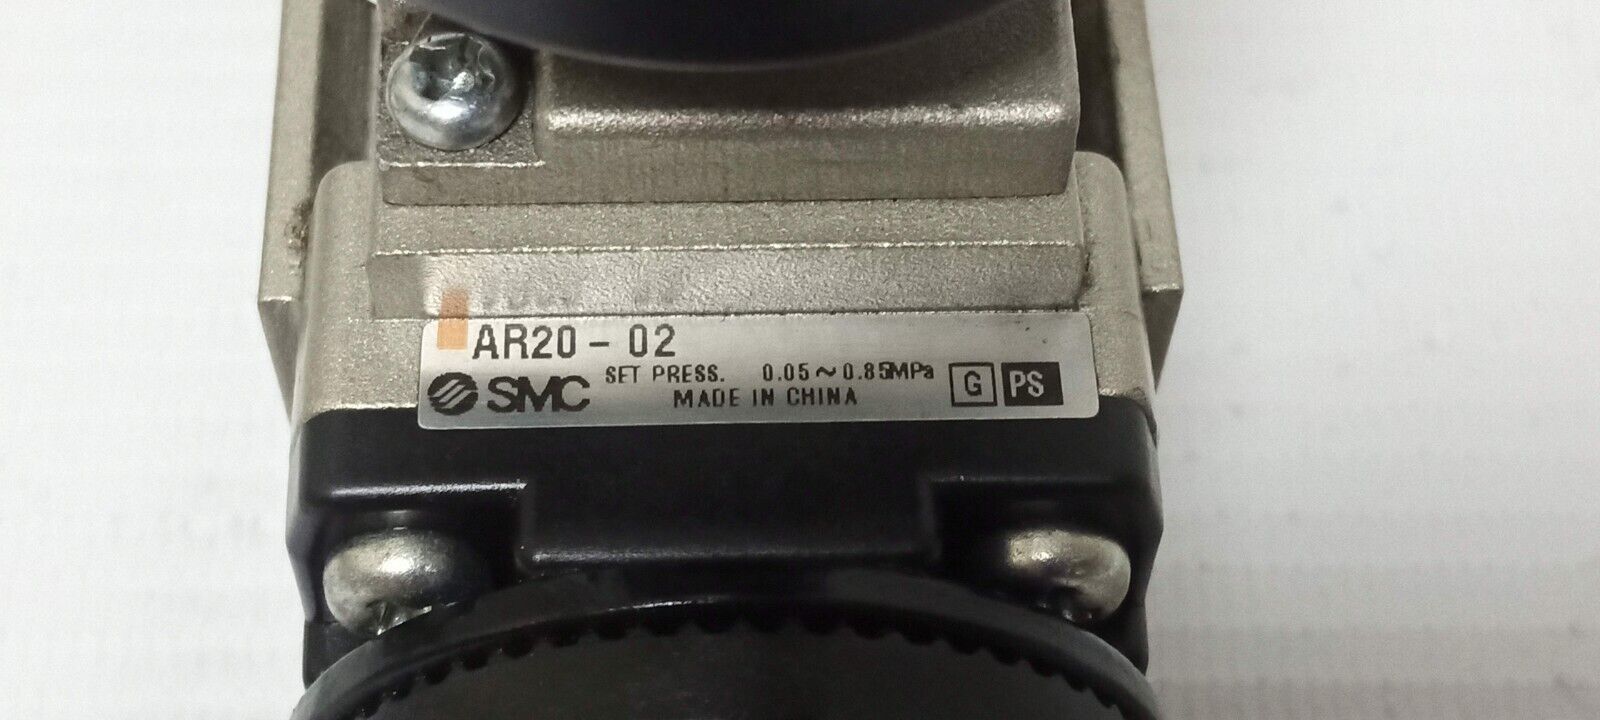 AR20-02
SMC SET PRESS. 0.05~0.85MPa G PS
MADE IN CHINA